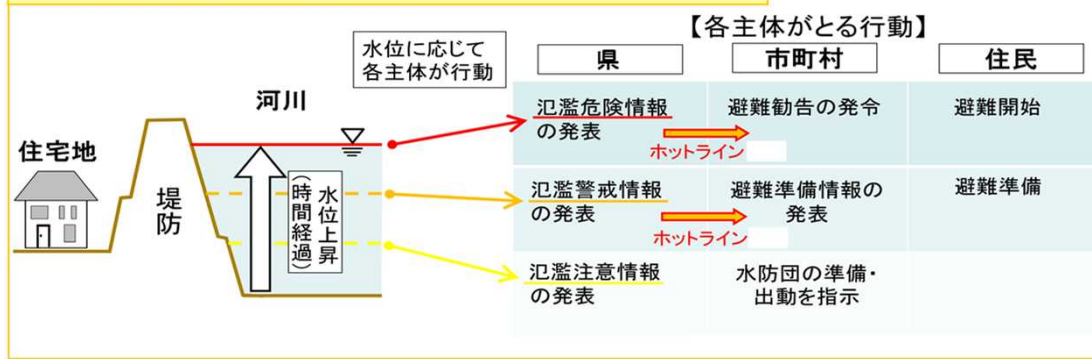 【各主体がとる行動】
水位に応じて
各主体が行動
県
市町村
住民
河川
住宅地
堤防
水位上昇
(時間経過)
氾濫危険情報
の発表
避難勧告の発令
避難開始
ホットライン
氾濫警戒情報
の発表
避難準備情報の
発表
避難準備
ホットライン
氾濫注意情報
の発表
水防団の準備・
出動を指示